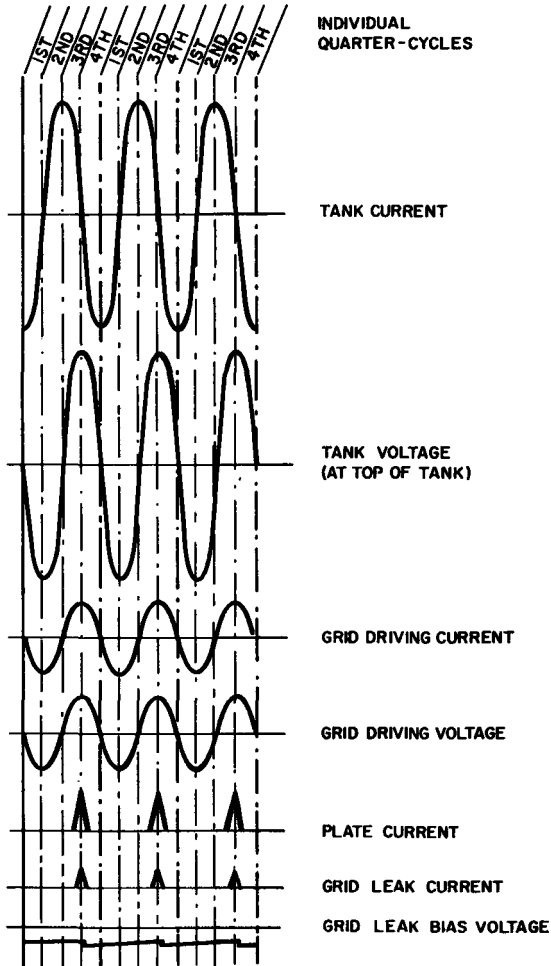 INDIVIDUAL
QUARTER-CYCLES
1ST 2ND 3RD 4TH 1ST 2ND 3RD 4TH 1ST 2ND 3RD 4TH
TANK CURRENT
TANK VOLTAGE
(AT TOP OF TANK)
GRID DRIVING CURRENT
GRID DRIVING VOLTAGE
PLATE CURRENT
GRID LEAK CURRENT
GRID LEAK BIAS VOLTAGE